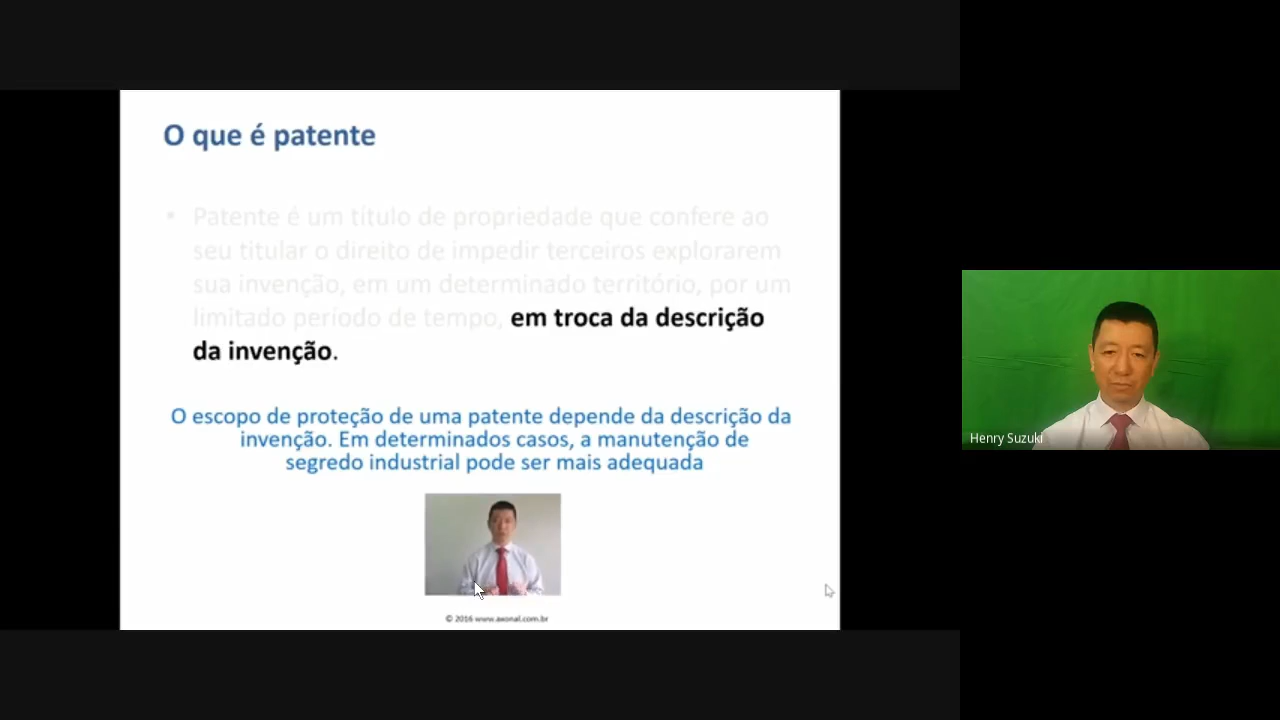 O que é patente
• Patente é um título de propriedade que confere ao
seu titular o direito de impedir terceiros explorarem
sua invenção, em um determinado território, por um
limitado período de tempo, em troca da descrição
da invenção.
O escopo de proteção de uma patente depende da descrição da
invenção. Em determinados casos, a manutenção de
segredo industrial pode ser mais adequada
© 2016 www.axonal.com.br
Henry Suzuki